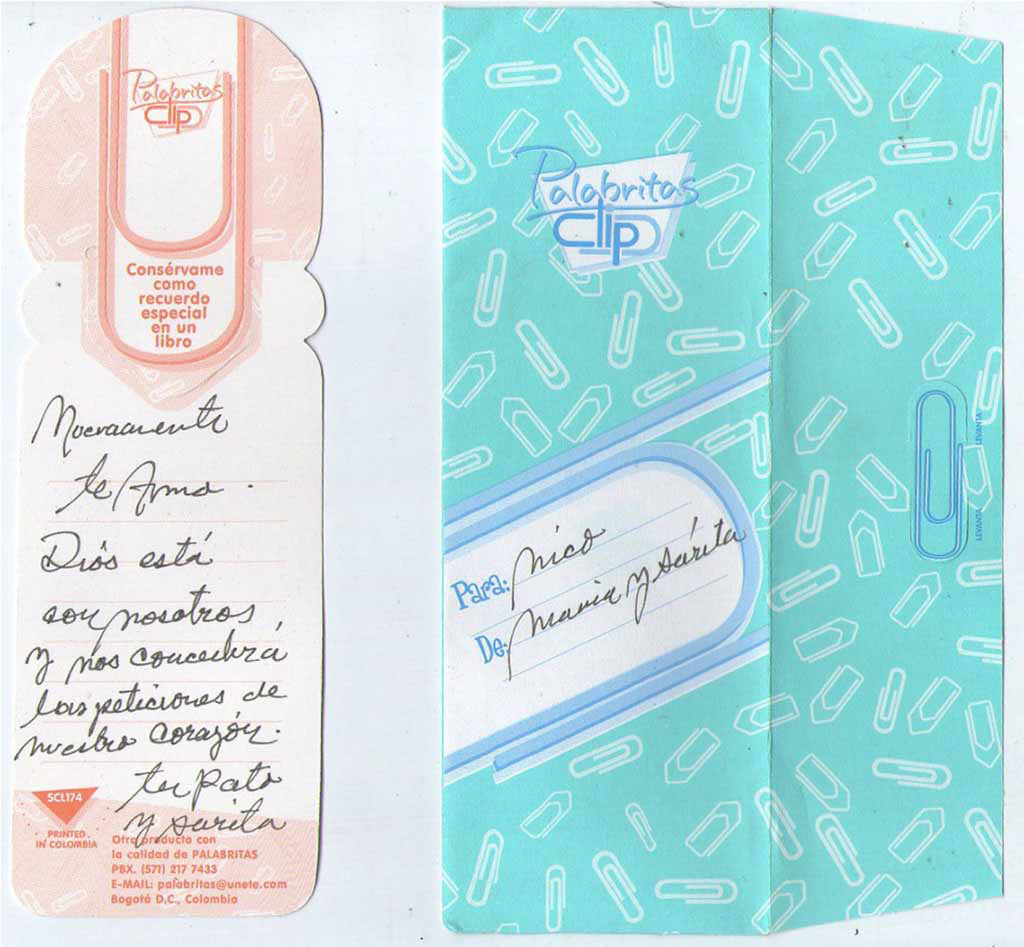 Palabritas
clip
Consérvame
como
recuerdo
especial
en un
libro
te Amo.
Diós está
con nosotros
y nos concederá
las peticiones de
nuestro corazón.
tu pato
y sarita
SCL174
PRINTED
IN COLOMBIA
Otro producto con
la calidad de PALABRITAS
PBX. (571) 217 7433
E-MAIL: palabritas@unete.com
Bogotá D.C., Colombia
Palabritas
clip
Para: Nico
De: Maria y Sarita
LEVANTA
LEVANTA